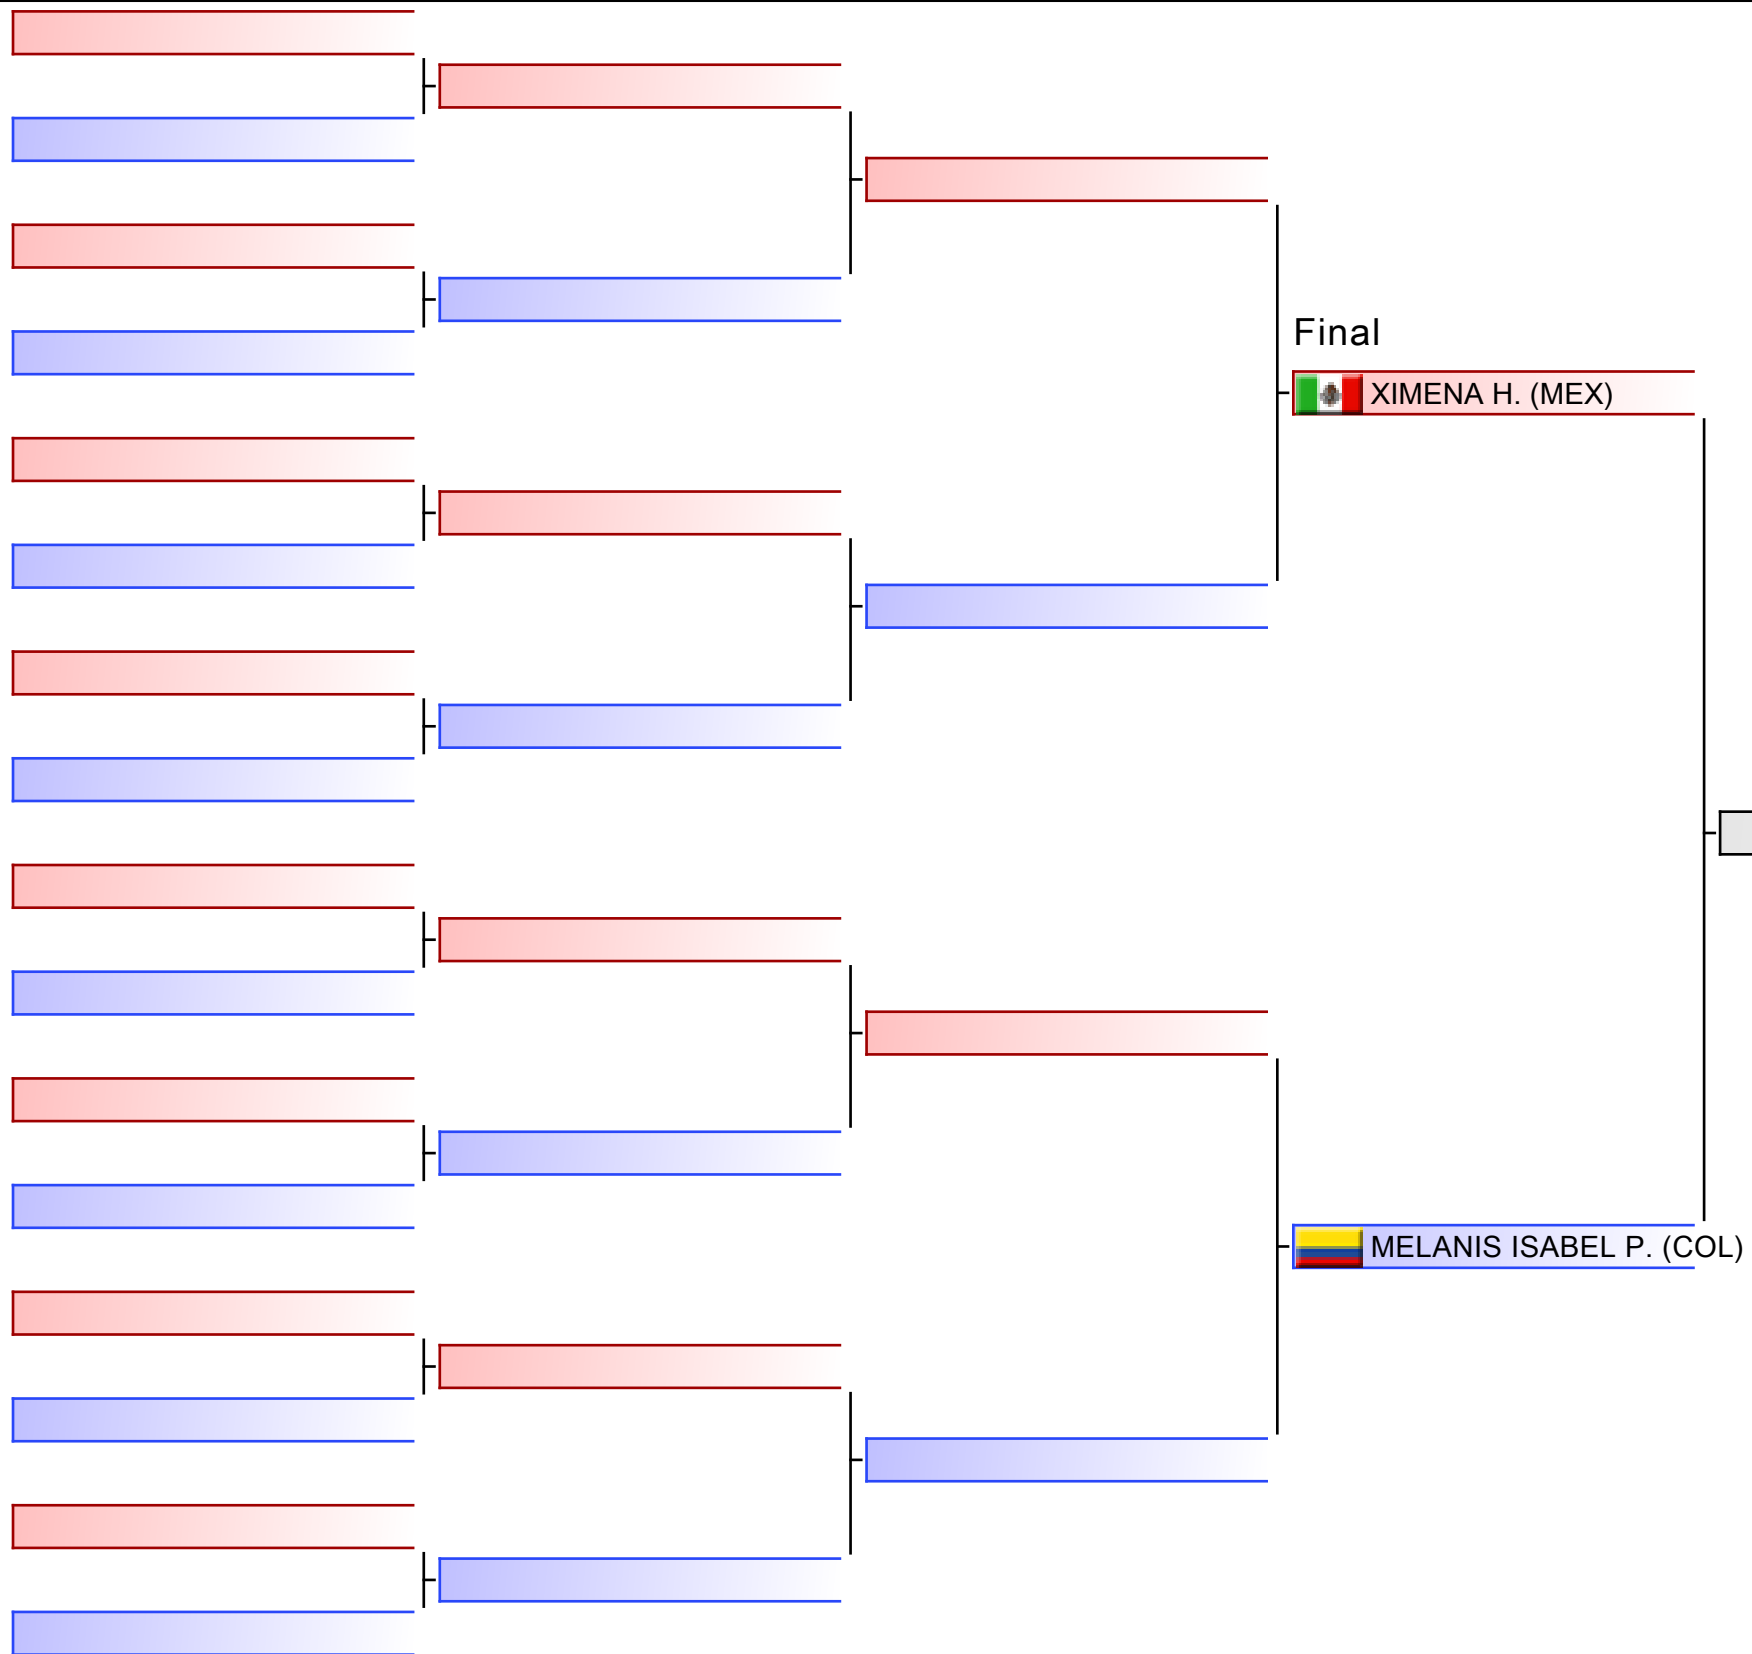 Final
XIMENA H. (MEX)
MELANIS ISABEL P. (COL)